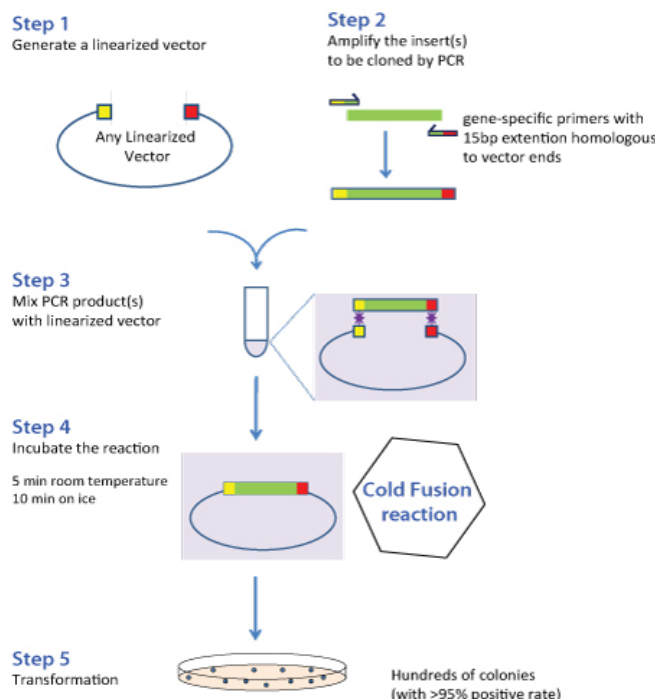 Step 1
Generate a linearized vector
Any Linearized
Vector
Step 2
Amplify the insert(s)
to be cloned by PCR
gene-specific primers with
15bp extention homologous
to vector ends
Step 3
Mix PCR product(s)
with linearized vector
Step 4
Incubate the reaction
5 min room temperature
10 min on ice
Cold Fusion
reaction
Step 5
Transformation
Hundreds of colonies
(with >95% positive rate)